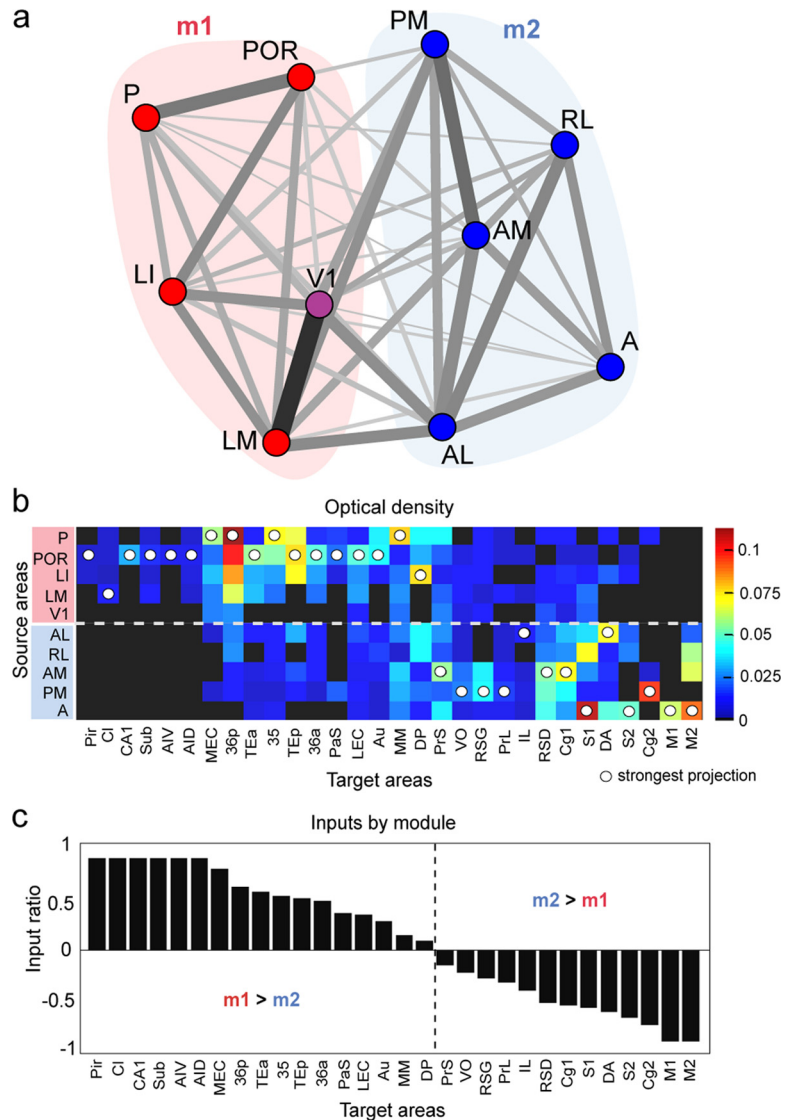 a
m1
m2
PM
POR
P
RL
AM
LI
V1
A
LM
AL
b
Optical density
Source areas
P
POR
LI
LM
V1
AL
RL
AM
PM
A
0.1
0.075
0.05
0.025
0
Pir Cl CA1 Sub AIV AID MEC 36p TEa 35 TEp 36a PaS LEC Au MM DP PrS VO RSG PrL IL RSD Cg1 S1 DA S2 Cg2 M1 M2
Target areas
strongest projection
c
Inputs by module
Input ratio
1
0.5
0
-0.5
-1
m2 > m1
m1 > m2
Pir Cl CA1 Sub AIV AID MEC 36p TEa 35 TEp 36a PaS LEC Au MM DP PrS VO RSG PrL IL RSD Cg1 S1 DA S2 Cg2 M1 M2
Target areas